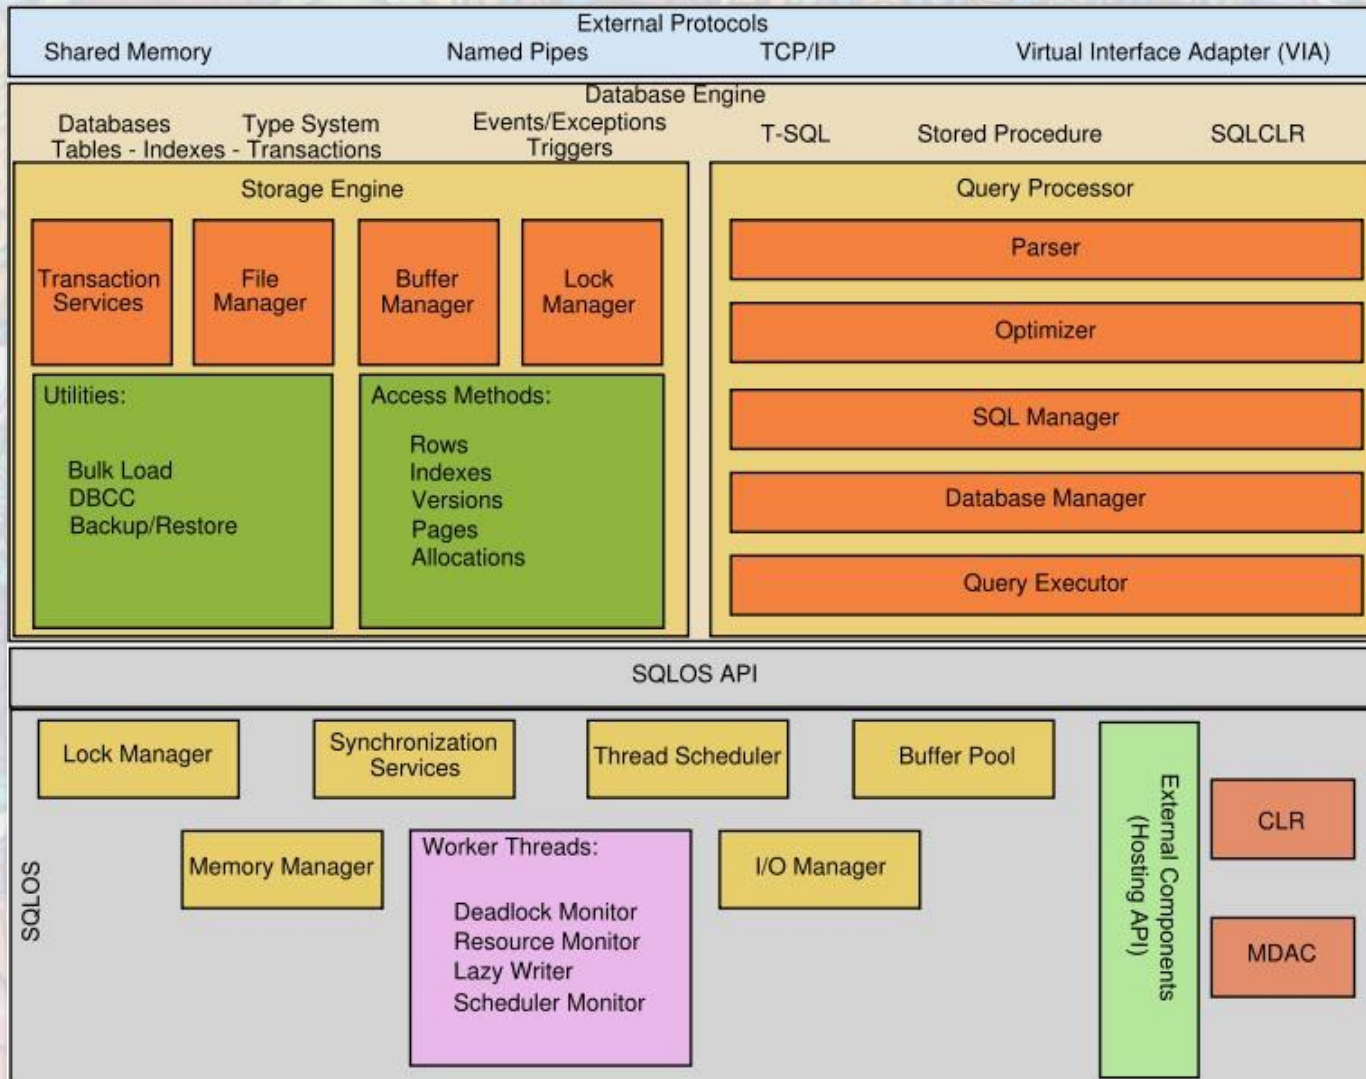 External Protocols
Shared Memory
Named Pipes
TCP/IP
Virtual Interface Adapter (VIA)
Database Engine
Databases
Type System
Tables - Indexes - Transactions
Events/Exceptions
Triggers
T-SQL
Stored Procedure
SQLCLR
Storage Engine
Transaction
Services
File
Manager
Buffer
Manager
Lock
Manager
Utilities:
Bulk Load
DBCC
Backup/Restore
Access Methods:
Rows
Indexes
Versions
Pages
Allocations
Query Processor
Parser
Optimizer
SQL Manager
Database Manager
Query Executor
SQLOS API
SQLOS
Lock Manager
Synchronization
Services
Thread Scheduler
Buffer Pool
Memory Manager
Worker Threads:
Deadlock Monitor
Resource Monitor
Lazy Writer
Scheduler Monitor
I/O Manager
External Components
(Hosting API)
CLR
MDAC